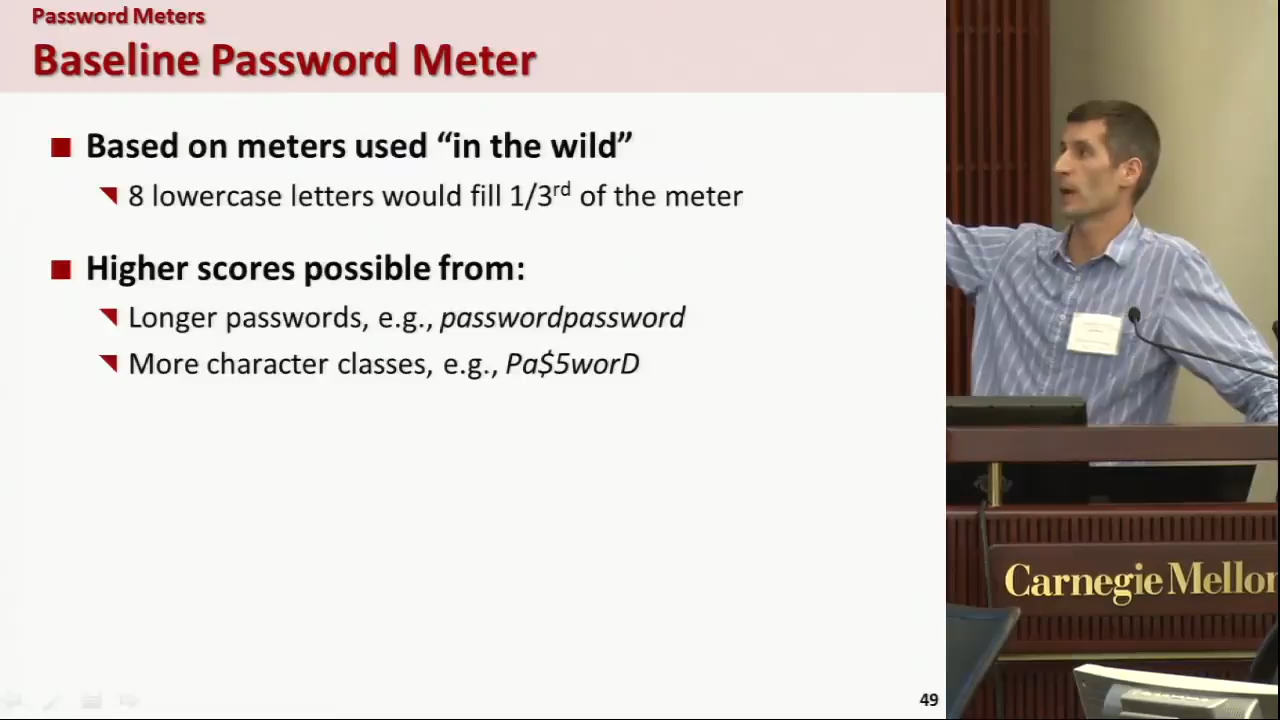 Password Meters
Baseline Password Meter
Based on meters used “in the wild”
8 lowercase letters would fill 1/3rd of the meter
Higher scores possible from:
Longer passwords, e.g., passwordpassword
More character classes, e.g., Pa$5worD
49
Carnegie Mellon